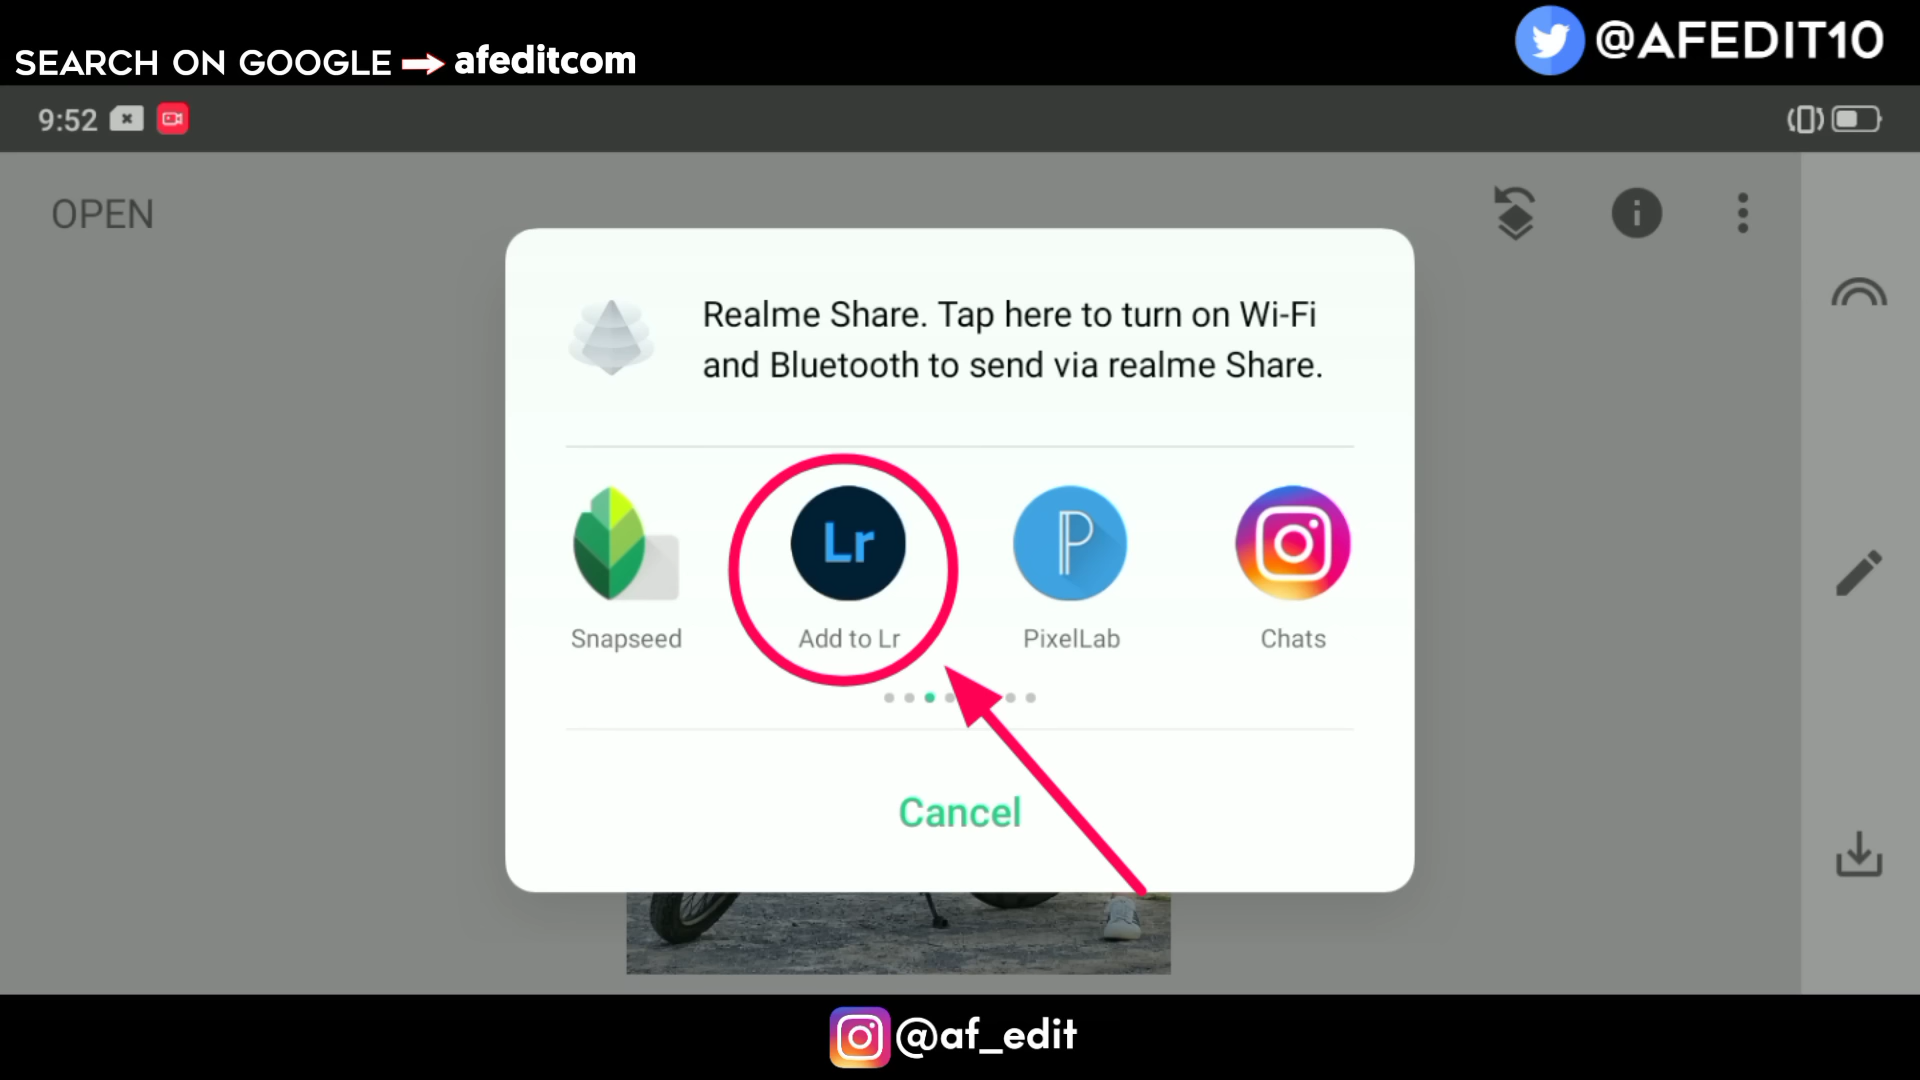 SEARCH ON GOOGLE afeditcom
@AFEDIT10
9:52
OPEN
Realme Share. Tap here to turn on Wi-Fi
and Bluetooth to send via realme Share.
Lr
Snapseed
Add to Lr
PixelLab
Chats
Cancel
@af_edit